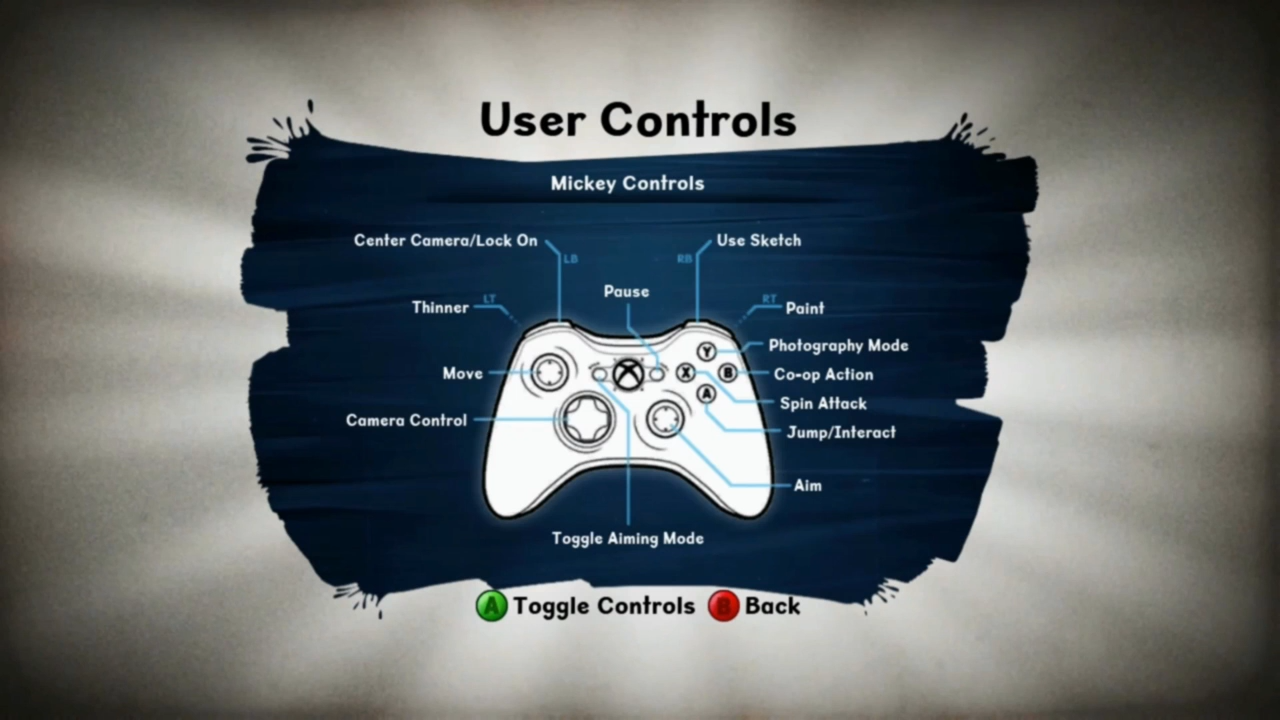 User Controls
Mickey Controls
Center Camera/Lock On
LB
RB
Use Sketch
Pause
Thinner
LT
RT
Paint
Y
Photography Mode
Move
X
B
Co-op Action
A
Spin Attack
Camera Control
Jump/Interact
Aim
Toggle Aiming Mode
A Toggle Controls B Back